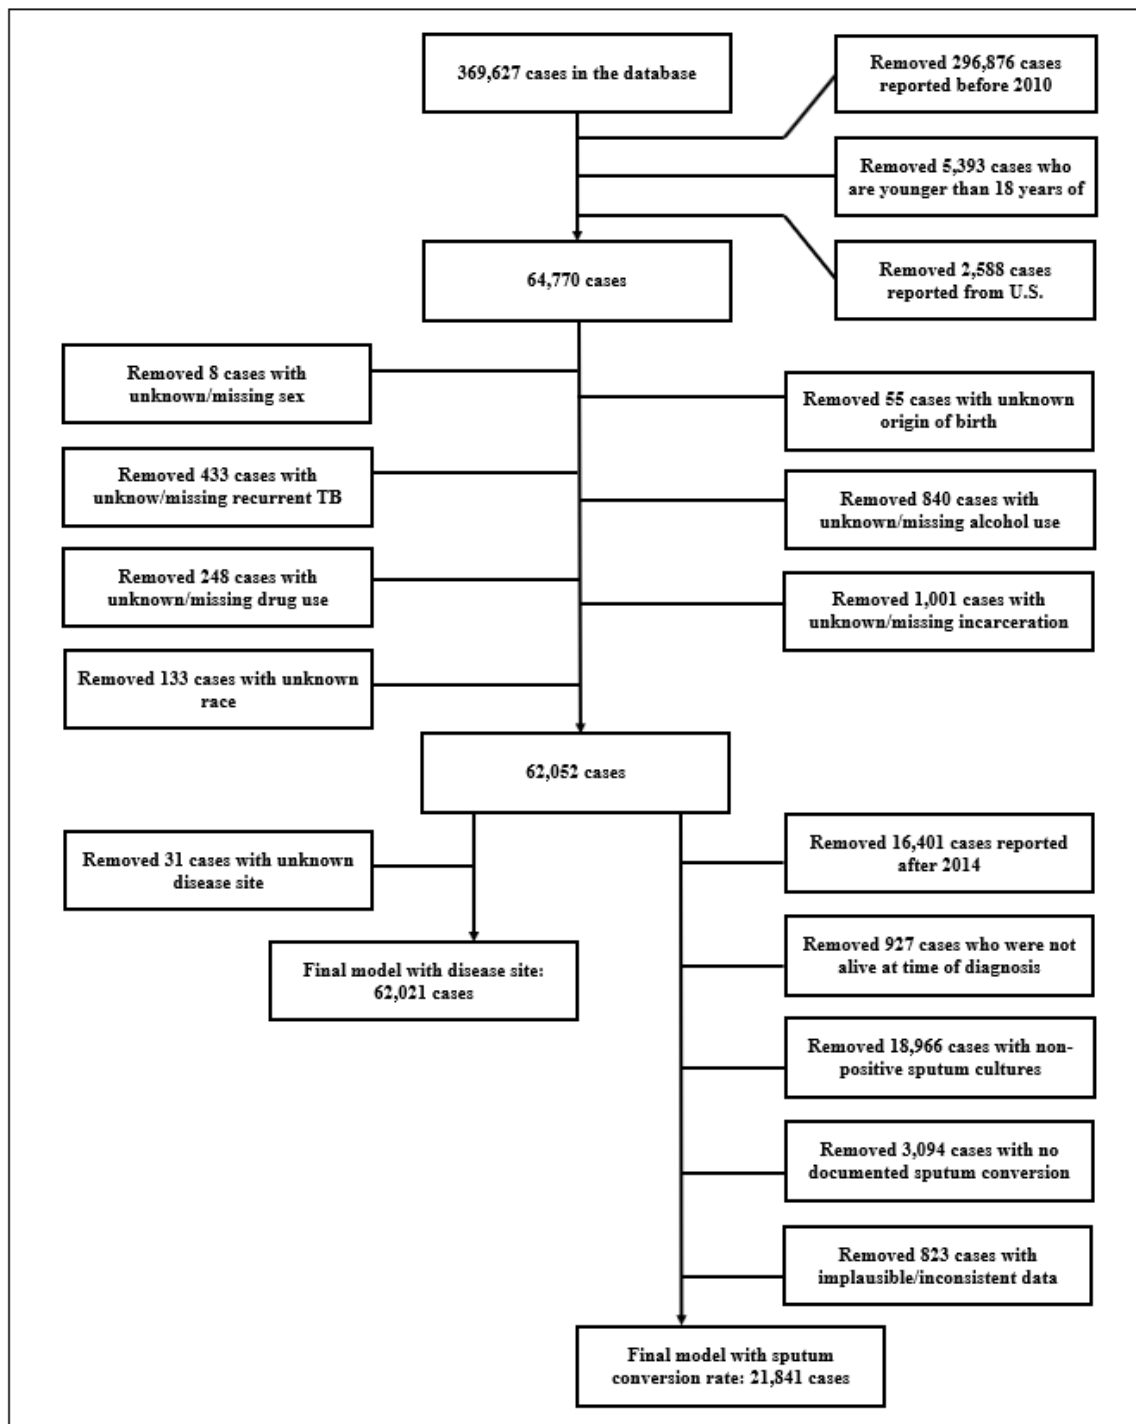 369,627 cases in the database
Removed 296,876 cases
reported before 2010
Removed 5,393 cases who
are younger than 18 years of
Removed 2,588 cases
reported from U.S.
64,770 cases
Removed 8 cases with
unknown/missing sex
Removed 55 cases with unknown
origin of birth
Removed 433 cases with
unknow/missing recurrent TB
Removed 840 cases with
unknown/missing alcohol use
Removed 248 cases with
unknown/missing drug use
Removed 1,001 cases with
unknown/missing incarceration
Removed 133 cases with unknown
race
62,052 cases
Removed 31 cases with unknown
disease site
Final model with disease site:
62,021 cases
Removed 16,401 cases reported
after 2014
Removed 927 cases who were not
alive at time of diagnosis
Removed 18,966 cases with non-
positive sputum cultures
Removed 3,094 cases with no
documented sputum conversion
Removed 823 cases with
implausible/inconsistent data
Final model with sputum
conversion rate: 21,841 cases